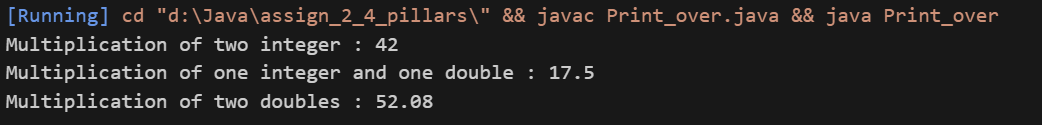 [Running] cd "d:\Java\assign_2_4_pillars\" && javac Print_over.java && java Print_over
Multiplication of two integer : 42
Multiplication of one integer and one double : 17.5
Multiplication of two doubles : 52.08